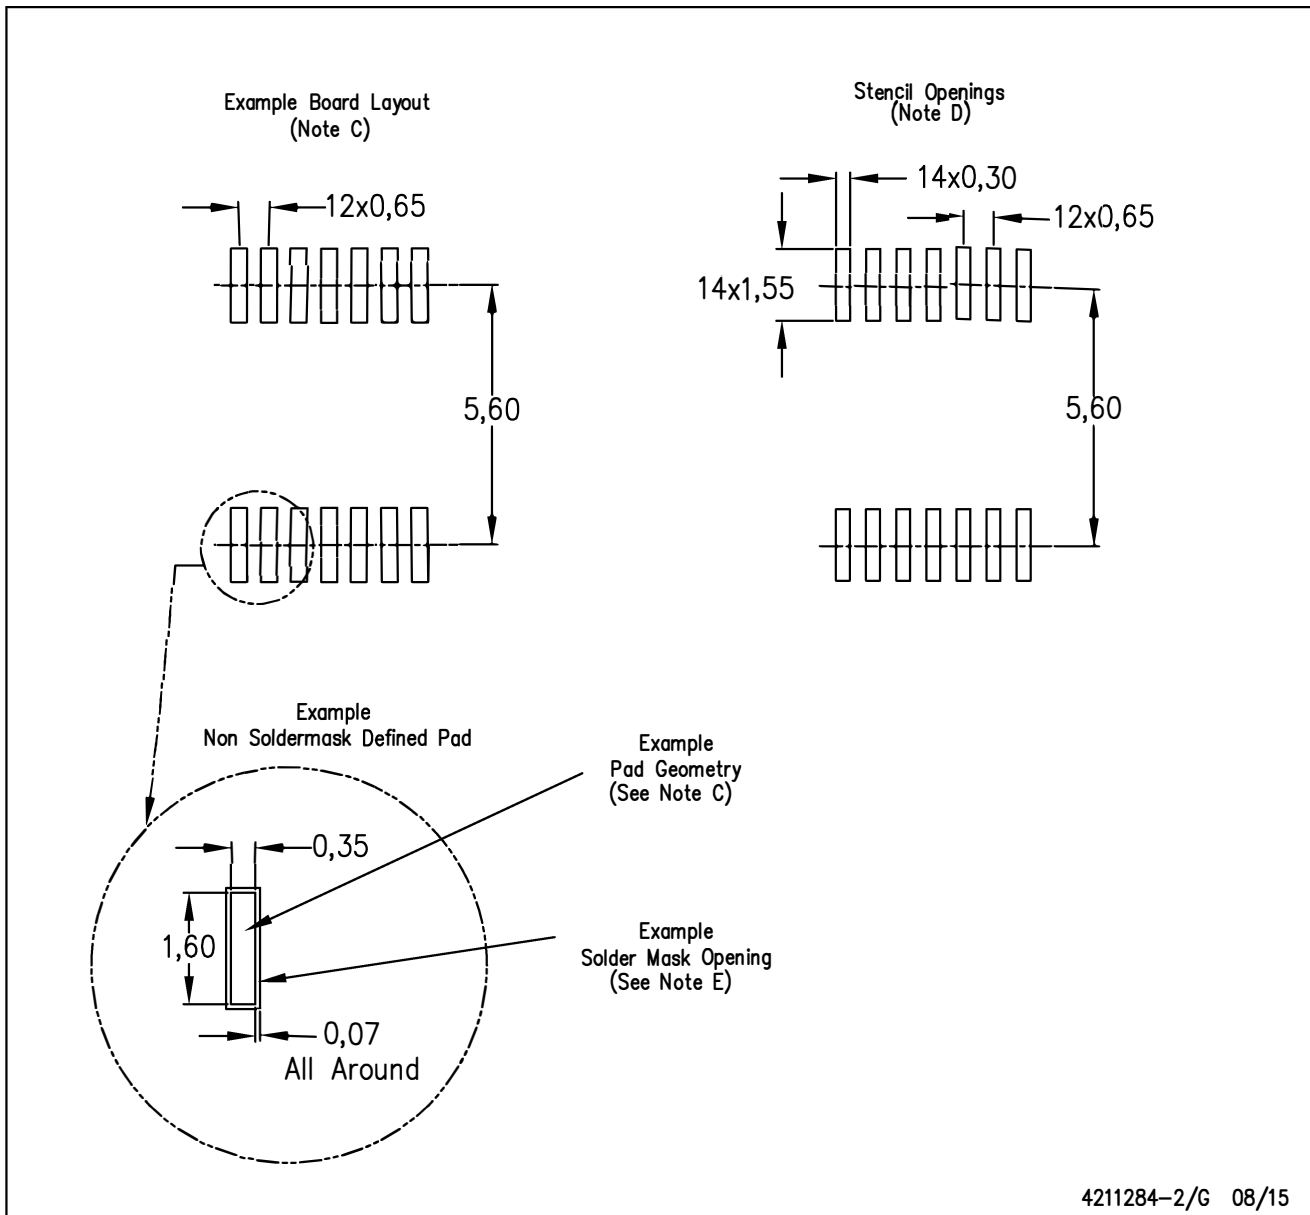 Example Board Layout
(Note C)
12x0,65
5,60
Stencil Openings
(Note D)
14x0,30
12x0,65
14x1,55
5,60
Example
Non Soldermask Defined Pad
0,35
1,60
0,07
All Around
Example
Pad Geometry
(See Note C)
Example
Solder Mask Opening
(See Note E)
4211284–2/G 08/15